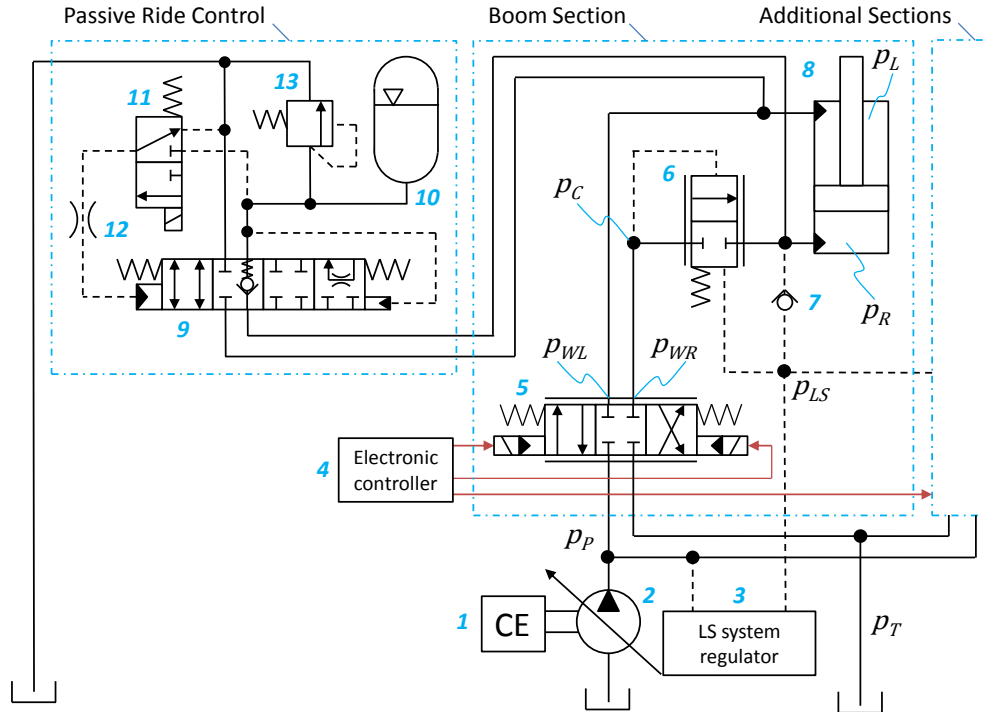 Passive Ride Control
Boom Section
Additional Sections
11
13
8
p_L
10
6
p_C
12
7
p_R
9
p_WL
p_WR
5
p_LS
4
Electronic
controller
p_P
1
CE
2
3
LS system
regulator
p_T